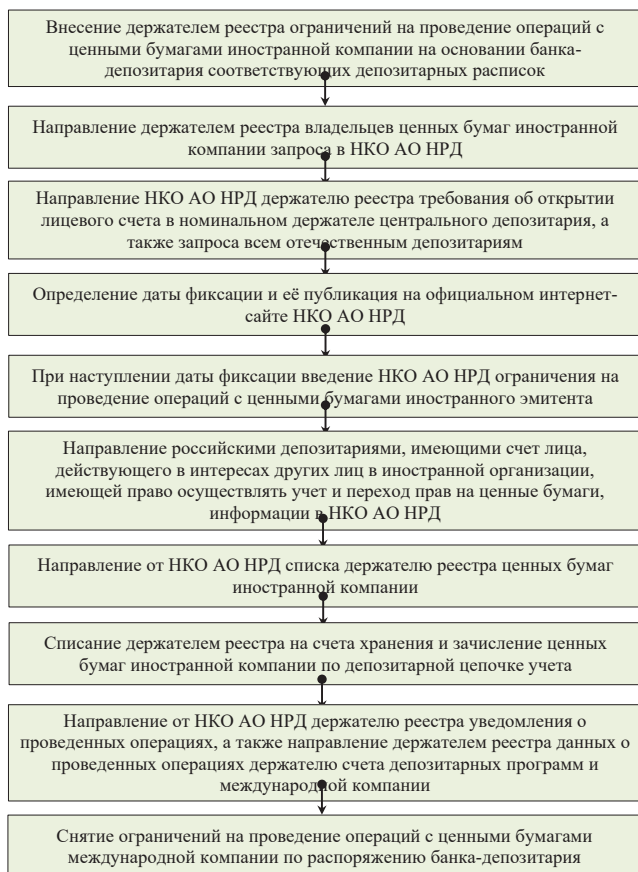 Внесение держателем реестра ограничений на проведение операций с
ценными бумагами иностранной компании на основании банка-
депозитария соответствующих депозитарных расписок
Направление держателем реестра владельцев ценных бумаг иностранной
компании запроса в НКО АО НРД
Направление НКО АО НРД держателю реестра требования об открытии
лицевого счета в номинальном держателе центрального депозитария, а
также запроса всем отечественным депозитариям
Определение даты фиксации и её публикация на официальном интернет-
сайте НКО АО НРД
При наступлении даты фиксации введение НКО АО НРД ограничения на
проведение операций с ценными бумагами иностранного эмитента
Направление российскими депозитариями, имеющими счет лица,
действующего в интересах других лиц в иностранной организации,
имеющей право осуществлять учет и переход прав на ценные бумаги,
информации в НКО АО НРД
Направление от НКО АО НРД списка держателю реестра ценных бумаг
иностранной компании
Списание держателем реестра на счета хранения и зачисление ценных
бумаг иностранной компании по депозитарной цепочке учета
Направление от НКО АО НРД держателю реестра уведомления о
проведенных операциях, а также направление держателем реестра данных о
проведенных операциях держателю счета депозитарных программ и
международной компании
Снятие ограничений на проведение операций с ценными бумагами
международной компании по распоряжению банка-депозитария